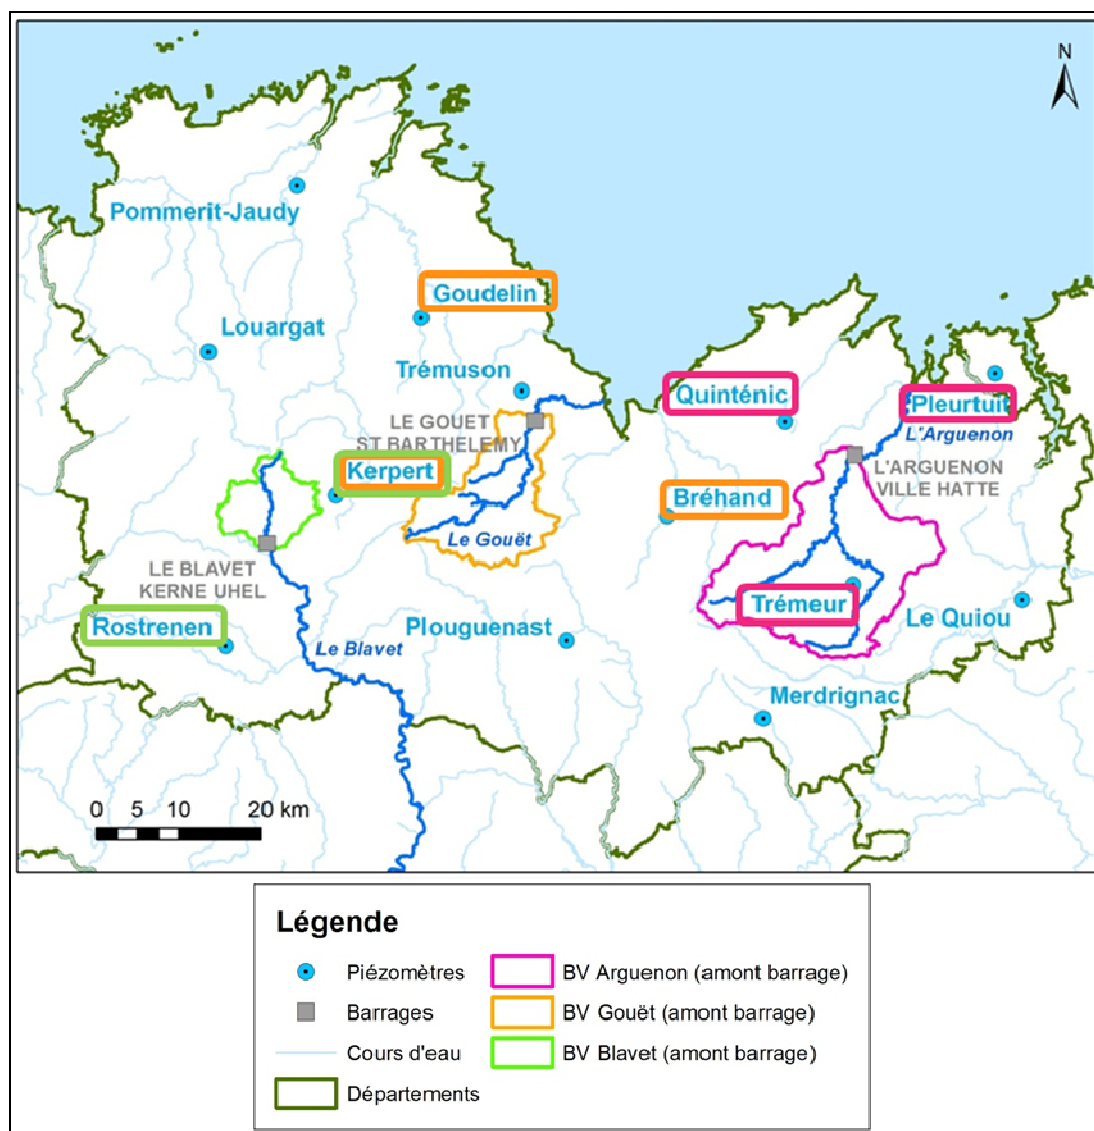 N
Pommerit-Jaudy
Goudelin
Louargat
Trémuson
Quinténic
Pleurtuit
LE GOUET
ST BARTHELEMY
L'Arguenon
Kerpert
L'ARGUENON
VILLE HATTE
Bréhand
Le Gouët
LE BLAVET
KERNE UHEL
Trémeur
Le Quiou
Rostrenen
Plouguenast
Le Blavet
Merdrignac
0 5 10 20 km
Légende
Piézomètres
BV Arguenon (amont barrage)
Barrages
BV Gouët (amont barrage)
Cours d'eau
BV Blavet (amont barrage)
Départements